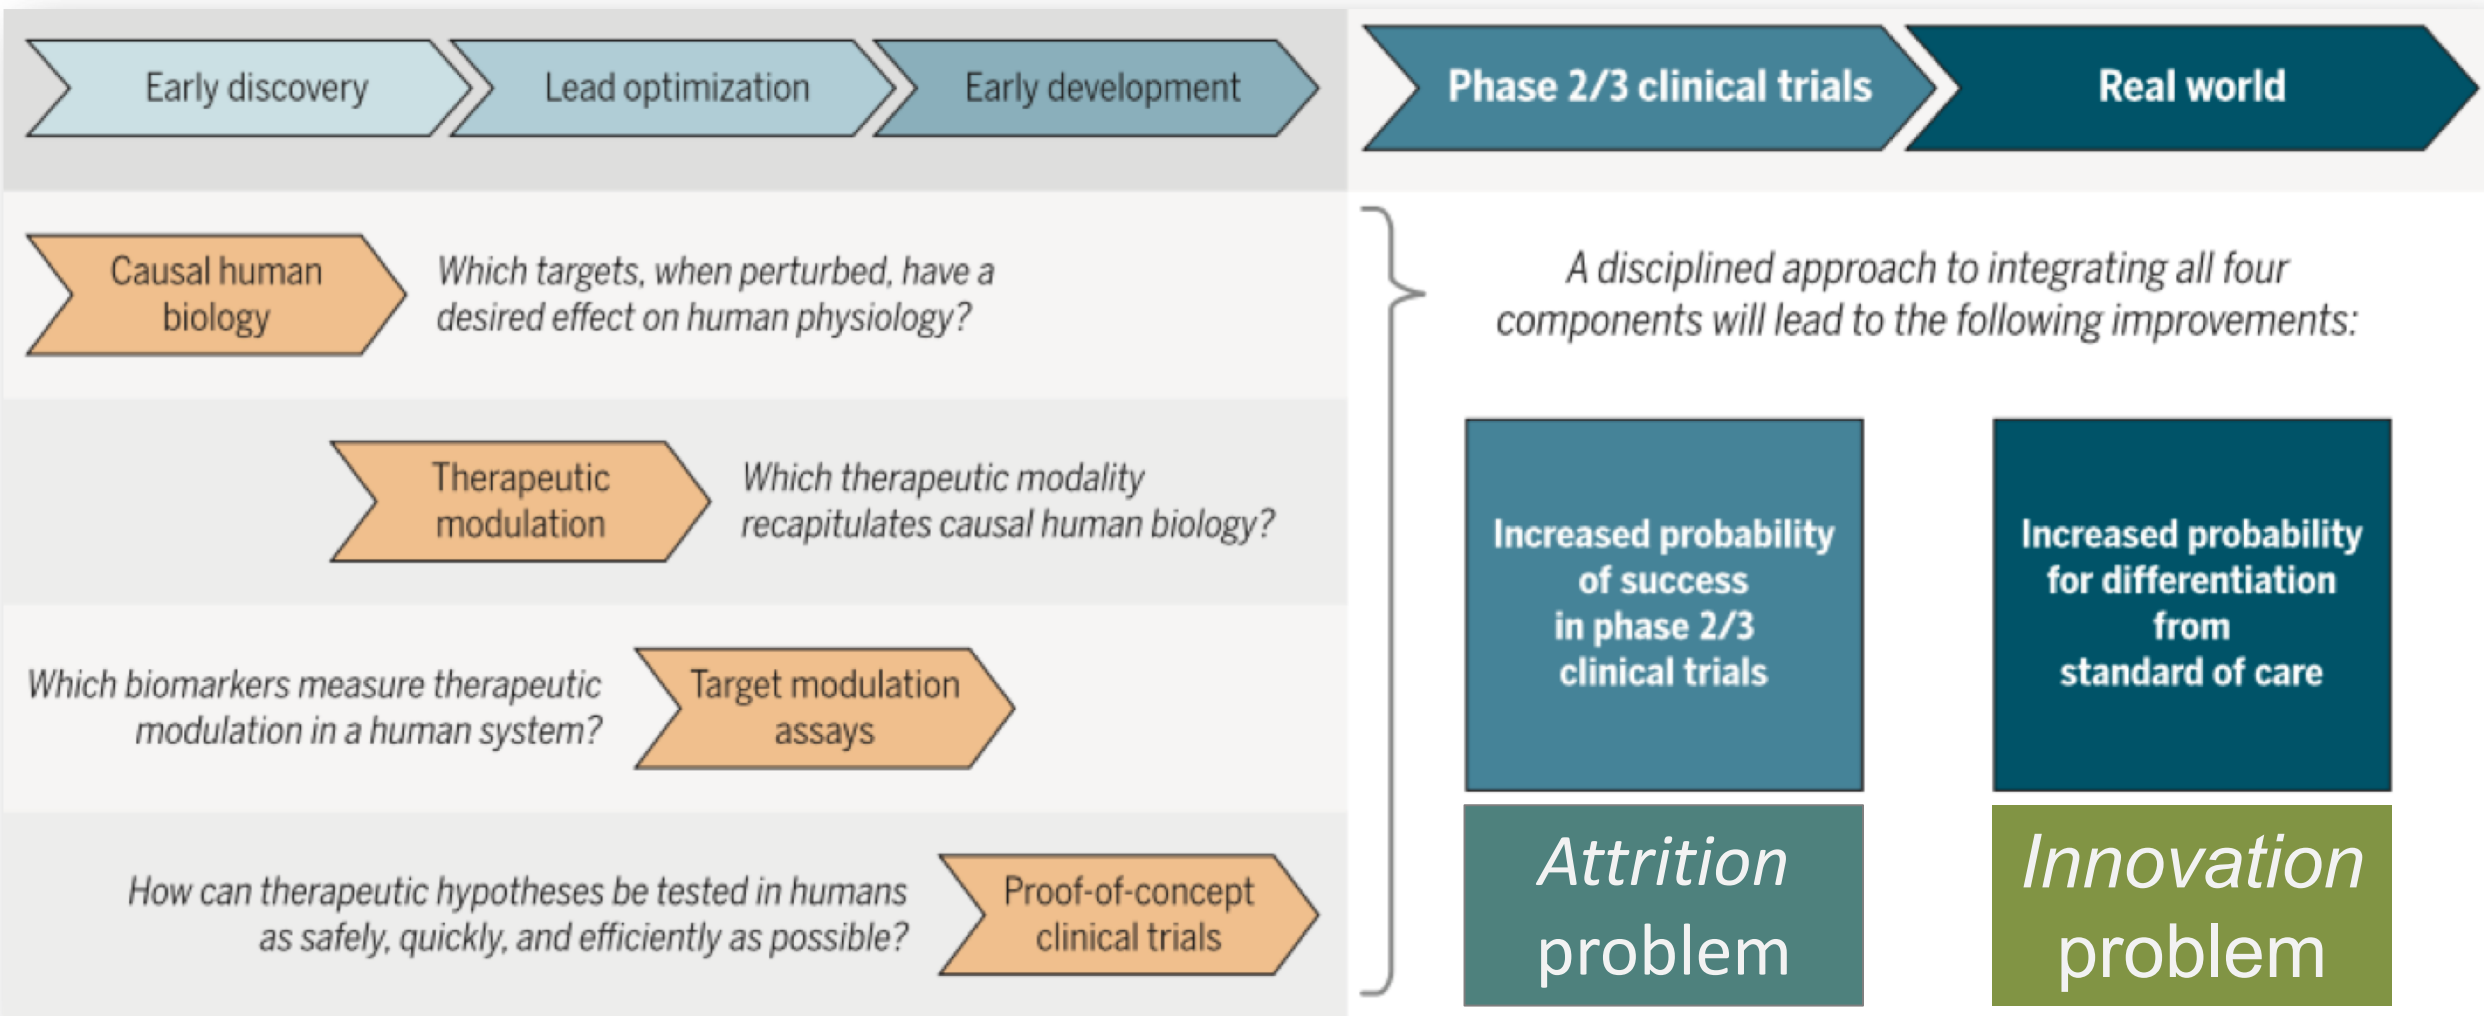 Early discovery
Lead optimization
Early development
Phase 2/3 clinical trials
Real world
Causal human
biology
Which targets, when perturbed, have a
desired effect on human physiology?
Therapeutic
modulation
Which therapeutic modality
recapitulates causal human biology?
Which biomarkers measure therapeutic
modulation in a human system?
Target modulation
assays
How can therapeutic hypotheses be tested in humans
as safely, quickly, and efficiently as possible?
Proof-of-concept
clinical trials
A disciplined approach to integrating all four
components will lead to the following improvements:
Increased probability
of success
in phase 2/3
clinical trials
Increased probability
for differentiation
from
standard of care
Attrition
problem
Innovation
problem